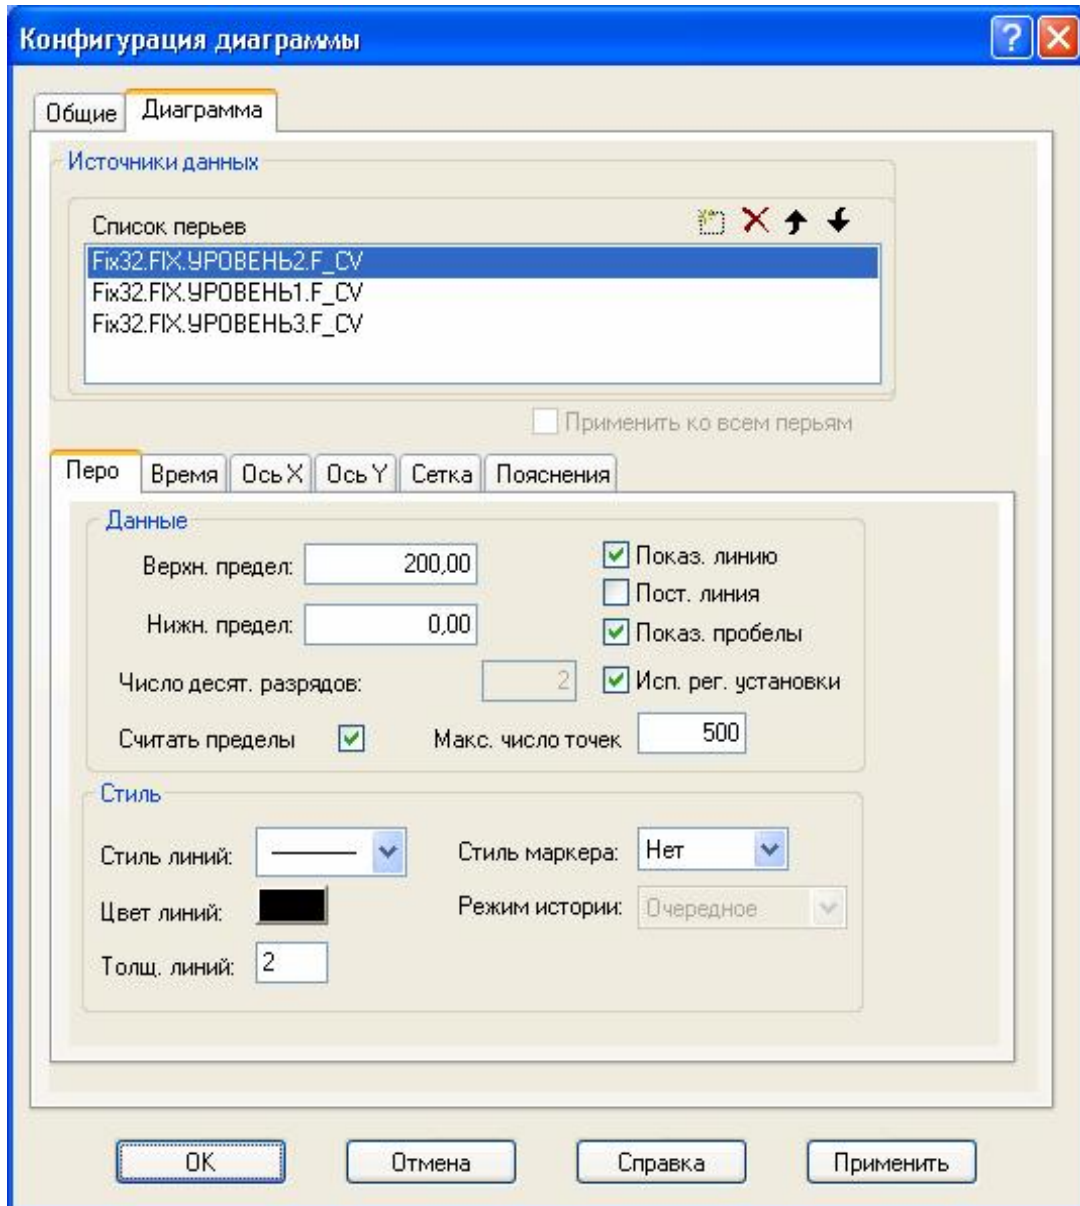 Конфигурация диаграммы
Общие Диаграмма
Источники данных
Список перьев
Fix32.FIX.УРОВЕНЬ2.F_CV
Fix32.FIX.УРОВЕНЬ1.F_CV
Fix32.FIX.УРОВЕНЬ3.F_CV
Применить ко всем перьям
Перо Время Ось X Ось Y Сетка Пояснения
Данные
Верхн. предел: 200,00 Показ. линию
Пост. линия
Нижн. предел: 0,00 Показ. пробелы
Число десят. разрядов: 2 Исп. рег. установки
Считать пределы Макс. число точек 500
Стиль
Стиль линий: Стиль маркера: Нет
Цвет линий: Режим истории: Очередное
Толщ. линий: 2
OK Отмена Справка Применить